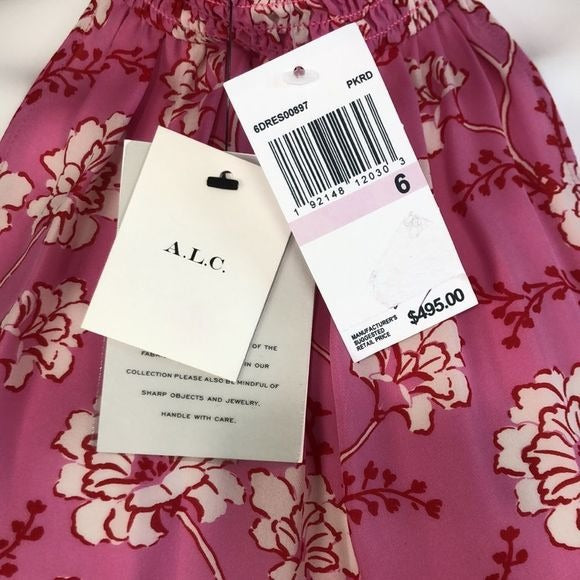 6DRES00897
PKRD
1 92148 12030 3
6
MANUFACTURER'S
SUGGESTED
RETAIL PRICE
$495.00
A.L.C.
OF THE
FABRI
IN OUR
COLLECTION PLEASE ALSO BE MINDFUL OF
SHARP OBJECTS AND JEWELRY.
HANDLE WITH CARE.